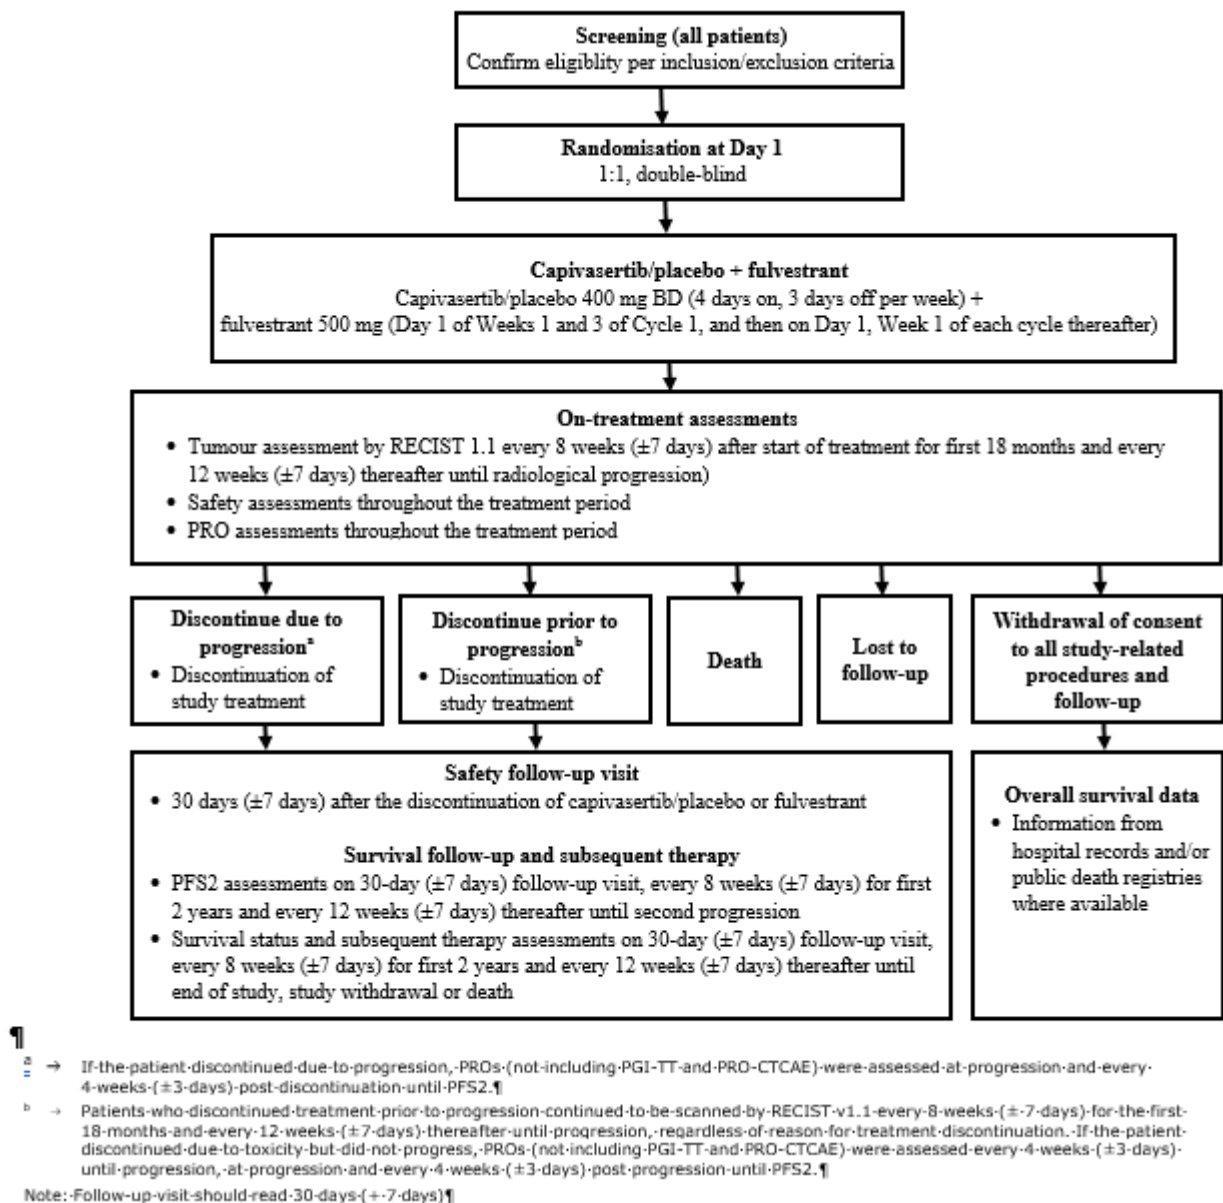 Screening (all patients)
Confirm eligiblity per inclusion/exclusion criteria
Randomisation at Day 1
1:1, double-blind
Capivasertib/placebo + fulvestrant
Capivasertib/placebo 400 mg BD (4 days on, 3 days off per week) +
fulvestrant 500 mg (Day 1 of Weeks 1 and 3 of Cycle 1, and then on Day 1, Week 1 of each cycle thereafter)
On-treatment assessments
• Tumour assessment by RECIST 1.1 every 8 weeks (±7 days) after start of treatment for first 18 months and every
12 weeks (±7 days) thereafter until radiological progression)
• Safety assessments throughout the treatment period
• PRO assessments throughout the treatment period
Discontinue due to
progressionª
• Discontinuation of
study treatment
Discontinue prior to
progressionᵇ
• Discontinuation of
study treatment
Death
Lost to
follow-up
Withdrawal of consent
to all study-related
procedures and
follow-up
Safety follow-up visit
• 30 days (±7 days) after the discontinuation of capivasertib/placebo or fulvestrant
Survival follow-up and subsequent therapy
• PFS2 assessments on 30-day (±7 days) follow-up visit, every 8 weeks (±7 days) for first
2 years and every 12 weeks (±7 days) thereafter until second progression
• Survival status and subsequent therapy assessments on 30-day (±7 days) follow-up visit,
every 8 weeks (±7 days) for first 2 years and every 12 weeks (±7 days) thereafter until
end of study, study withdrawal or death
Overall survival data
• Information from
hospital records and/or
public death registries
where available
¶
a → If·the·patient·discontinued·due·to·progression,·PROs·(not·including·PGI-TT·and·PRO-CTCAE)·were·assessed·at·progression·and·every·
4·weeks·(±3·days)·post·discontinuation·until·PFS2.¶
b → Patients·who·discontinued·treatment·prior·to·progression·continued·to·be·scanned·by·RECIST·v1.1·every·8·weeks·(±·7·days)·for·the·first·
18·months·and·every·12·weeks·(±7·days)·thereafter·until·progression,·regardless·of·reason·for·treatment·discontinuation.·If·the·patient·
discontinued·due·to·toxicity·but·did·not·progress,·PROs·(not·including·PGI-TT·and·PRO-CTCAE)·were·assessed·every·4·weeks·(±3·days)·
until·progression,·at·progression·and·every·4·weeks·(±3·days)·post·progression·until·PFS2.¶
Note:·Follow-up·visit·should·read·30·days·(+·7·days)¶